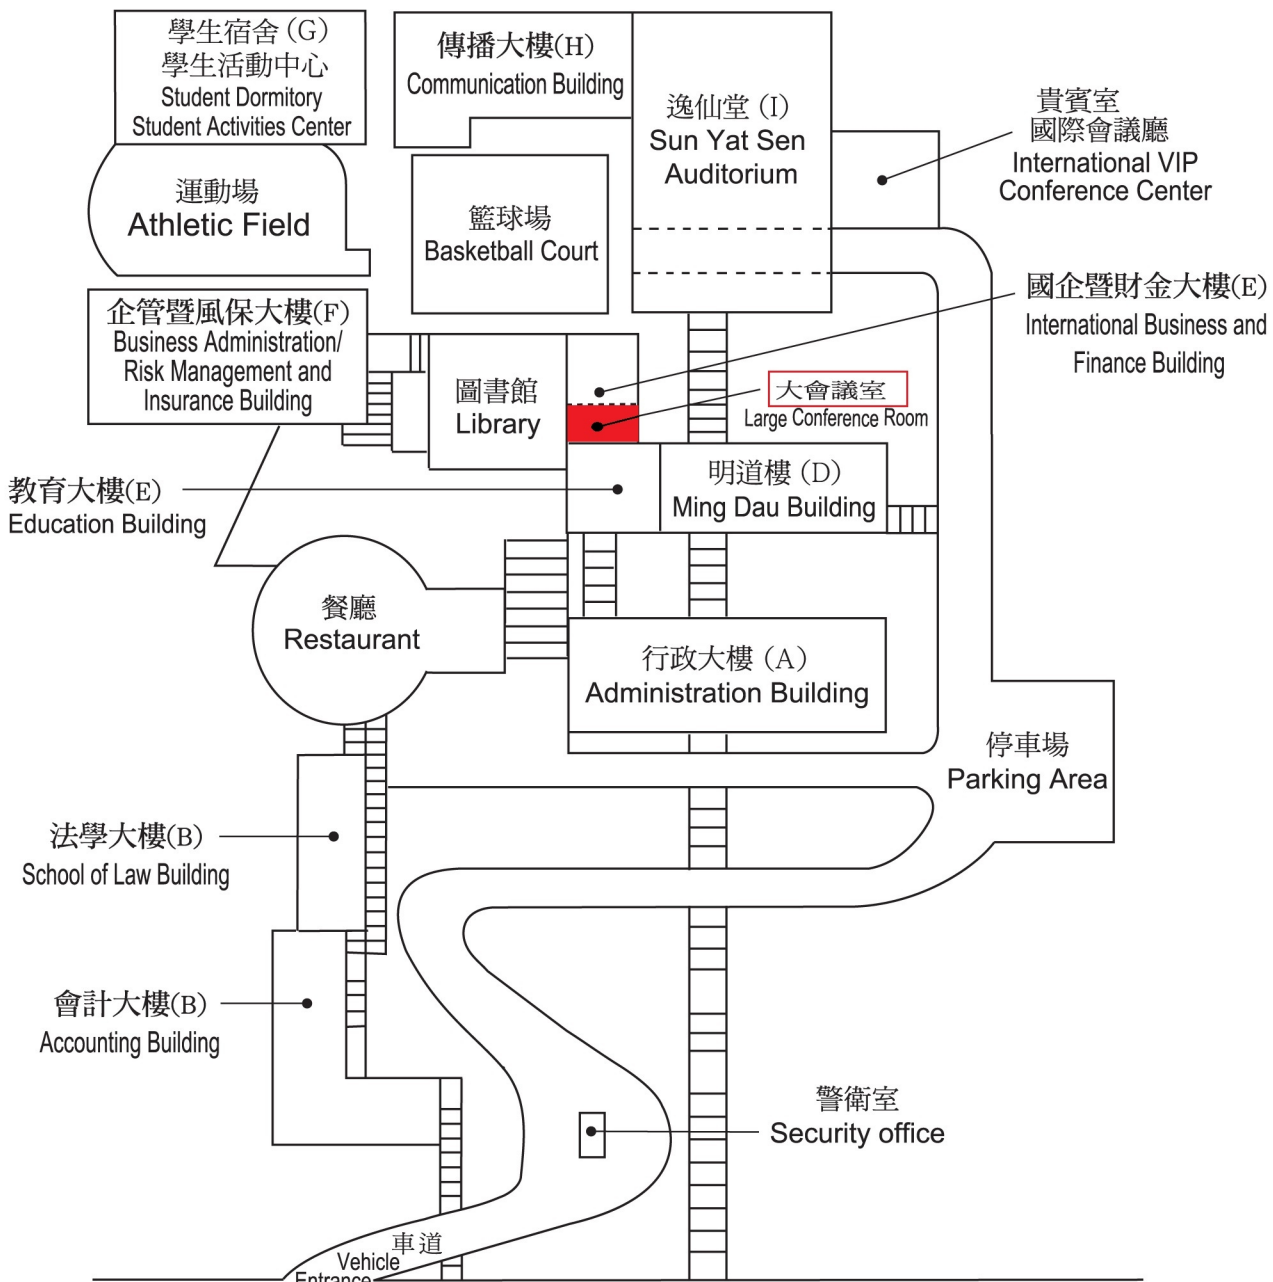 學生宿舍(G)
學生活動中心
Student Dormitory
Student Activities Center
傳播大樓(H)
Communication Building
逸仙堂(I)
Sun Yat Sen
Auditorium
貴賓室
國際會議廳
International VIP
Conference Center
運動場
Athletic Field
籃球場
Basketball Court
國企暨財金大樓(E)
International Business and
Finance Building
企管暨風保大樓(F)
Business Administration/
Risk Management and
Insurance Building
圖書館
Library
大會議室
Large Conference Room
明道樓(D)
Ming Dau Building
教育大樓(E)
Education Building
餐廳
Restaurant
行政大樓(A)
Administration Building
停車場
Parking Area
法學大樓(B)
School of Law Building
會計大樓(B)
Accounting Building
警衛室
Security office
車道
Vehicle
Entrance